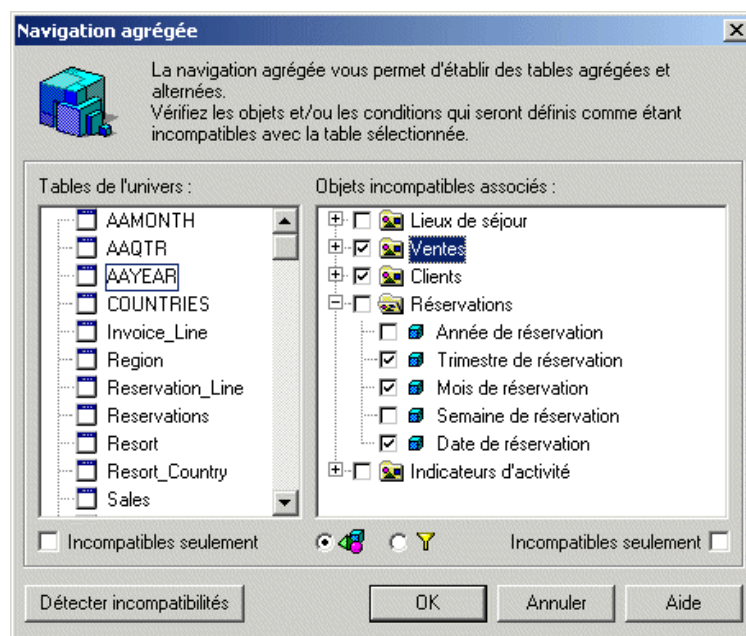 Navigation agrégée
La navigation agrégée vous permet d'établir des tables agrégées et
alternées.
Vérifiez les objets et/ou les conditions qui seront définis comme étant
incompatibles avec la table sélectionnée.
Tables de l'univers :
AAMONTH
AAQTR
AAYEAR
COUNTRIES
Invoice_Line
Region
Reservation_Line
Reservations
Resort
Resort_Country
Sales
Incompatibles seulement
Objets incompatibles associés :
Lieux de séjour
Ventes
Clients
Réservations
Année de réservation
Trimestre de réservation
Mois de réservation
Semaine de réservation
Date de réservation
Indicateurs d'activité
Incompatibles seulement
Détecter incompatibilités
OK
Annuler
Aide